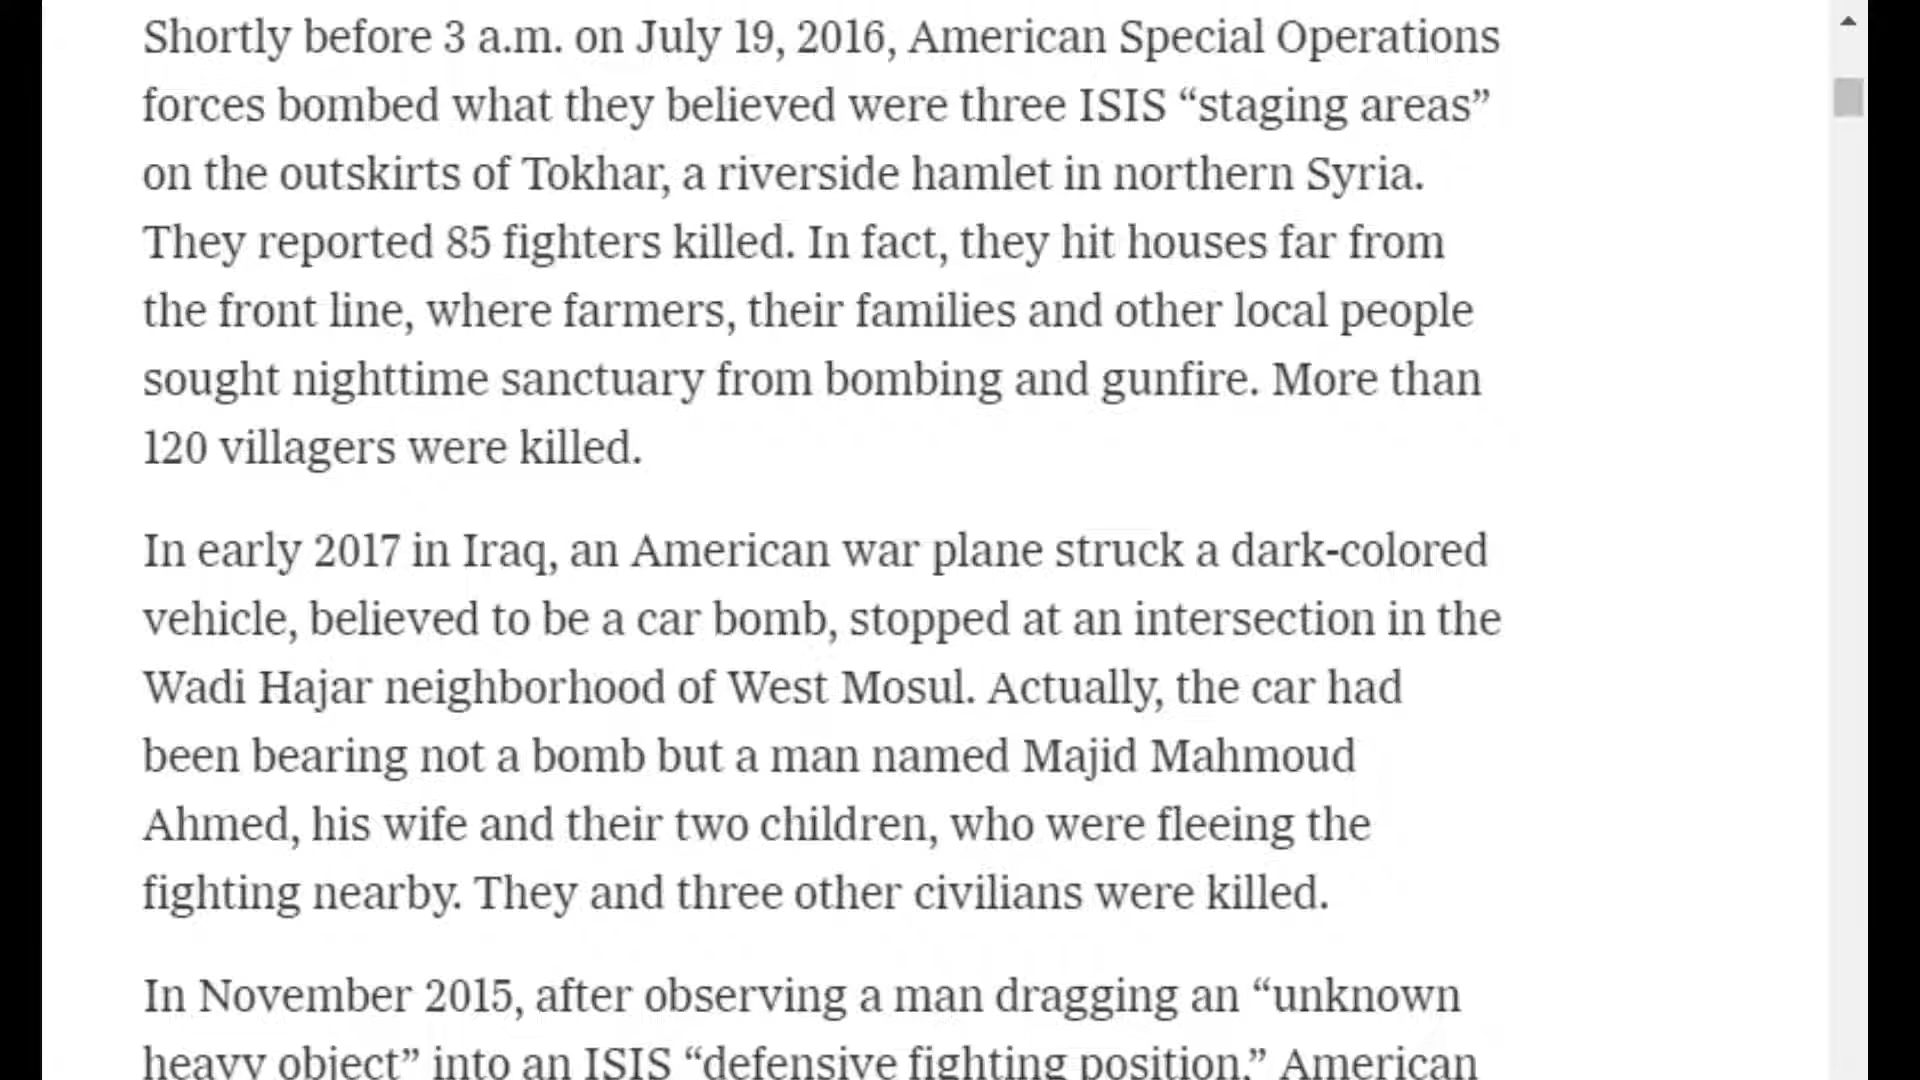 Shortly before 3 a.m. on July 19, 2016, American Special Operations
forces bombed what they believed were three ISIS “staging areas”
on the outskirts of Tokhar, a riverside hamlet in northern Syria.
They reported 85 fighters killed. In fact, they hit houses far from
the front line, where farmers, their families and other local people
sought nighttime sanctuary from bombing and gunfire. More than
120 villagers were killed.
In early 2017 in Iraq, an American war plane struck a dark-colored
vehicle, believed to be a car bomb, stopped at an intersection in the
Wadi Hajar neighborhood of West Mosul. Actually, the car had
been bearing not a bomb but a man named Majid Mahmoud
Ahmed, his wife and their two children, who were fleeing the
fighting nearby. They and three other civilians were killed.
In November 2015, after observing a man dragging an “unknown
heavy object” into an ISIS “defensive fighting position,” American